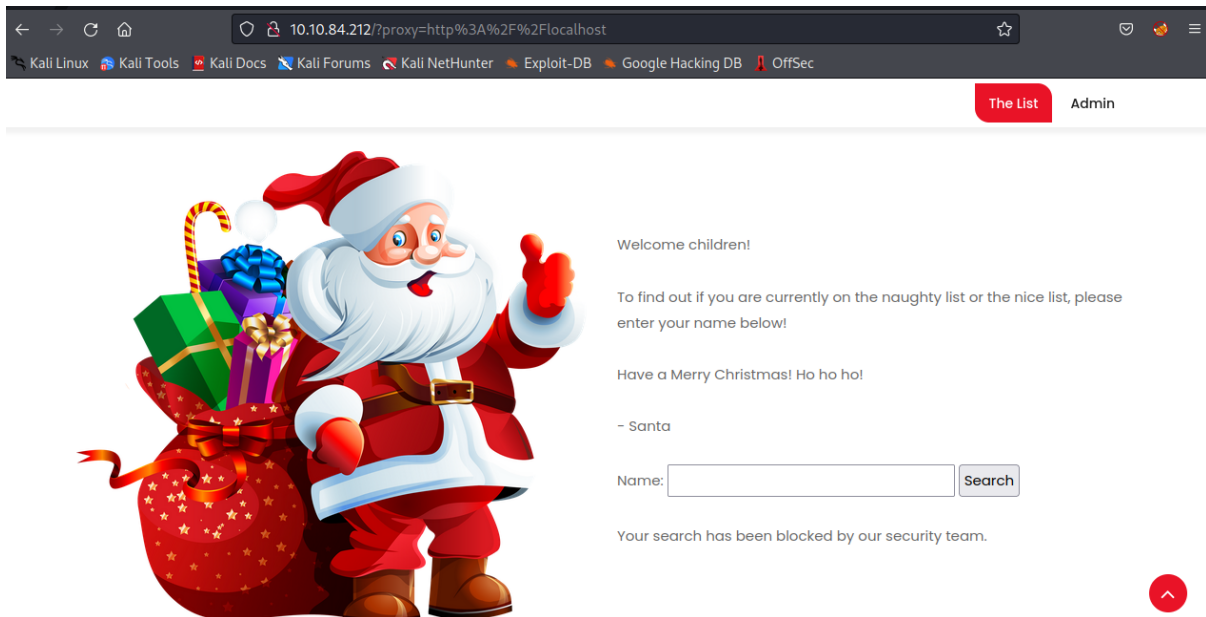 10.10.84.212/?proxy=http%3A%2F%2Flocalhost
Kali Linux Kali Tools Kali Docs Kali Forums Kali NetHunter Exploit-DB Google Hacking DB OffSec
The List Admin
Welcome children!
To find out if you are currently on the naughty list or the nice list, please
enter your name below!
Have a Merry Christmas! Ho ho ho!
- Santa
Name: Search
Your search has been blocked by our security team.